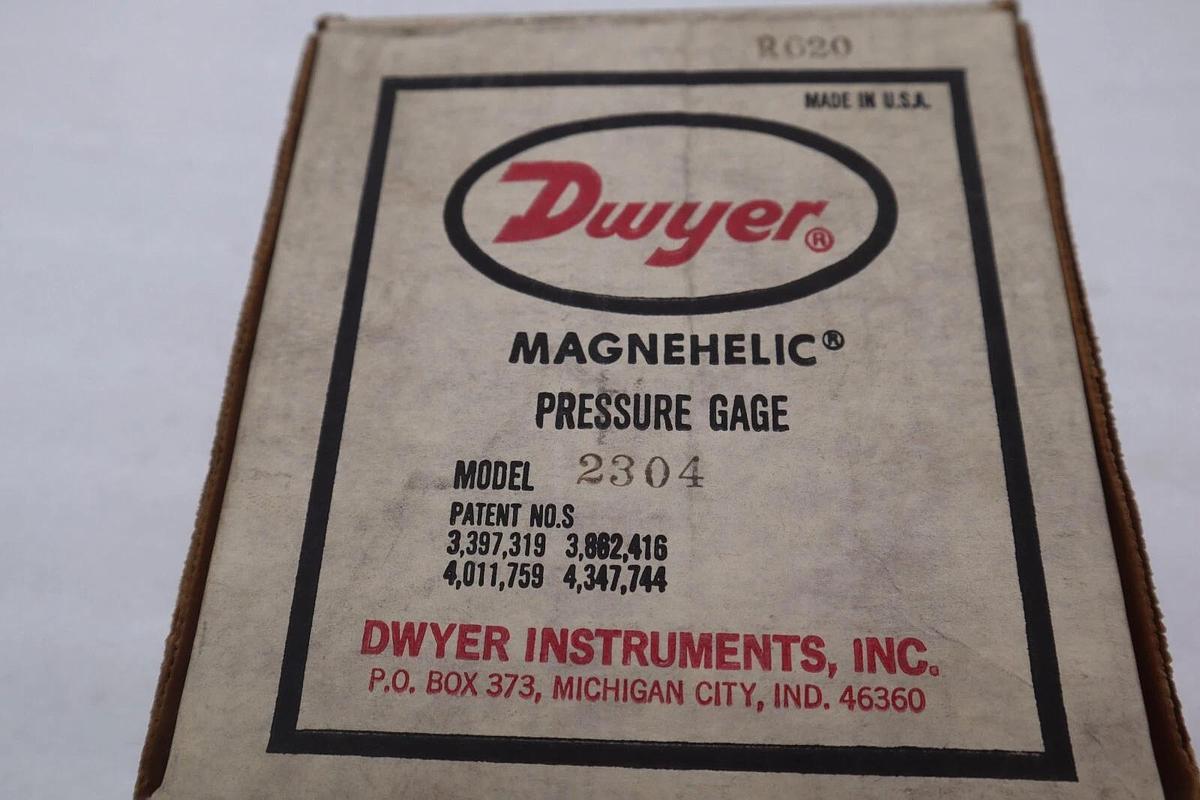 R620
MADE IN U.S.A.
Dwyer®
MAGNEHELIC®
PRESSURE GAGE
MODEL 2304
PATENT NO.S
3,397,319 3,862,416
4,011,759 4,347,744
DWYER INSTRUMENTS, INC.
P.O. BOX 373, MICHIGAN CITY, IND. 46360